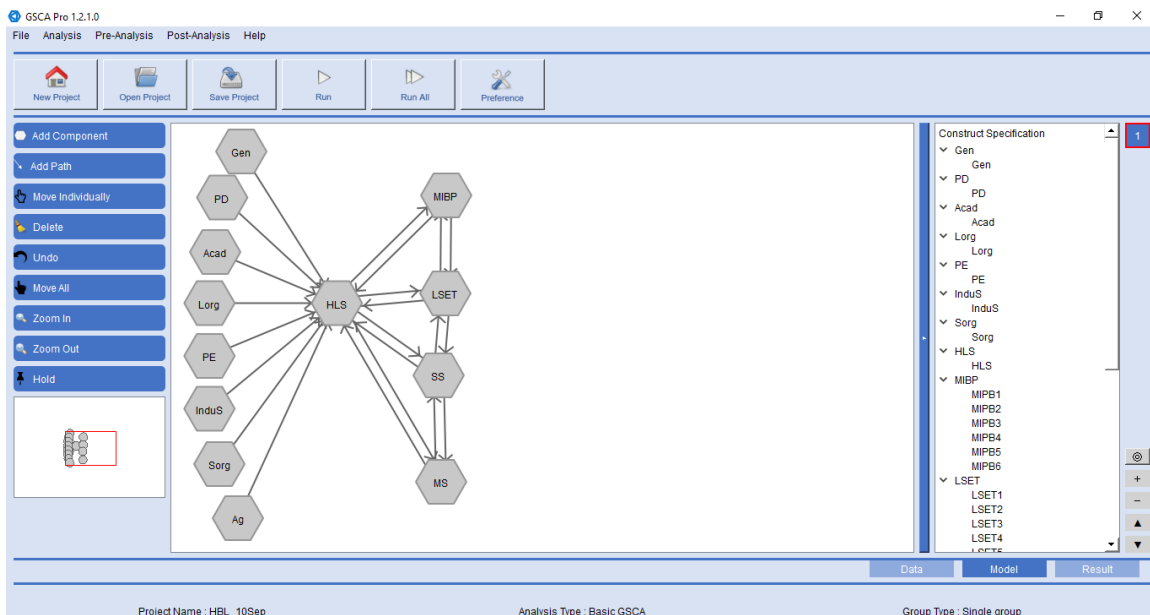 GSCA Pro 1.2.1.0
File Analysis Pre-Analysis Post-Analysis Help
New Project Open Project Save Project Run Run All Preference
Add Component
Add Path
Move Individually
Delete
Undo
Move All
Zoom In
Zoom Out
Hold
Gen
PD
Acad
Lorg
PE
InduS
Sorg
Ag
HLS
MIBP
LSET
SS
MS
Construct Specification
Gen
Gen
PD
PD
Acad
Acad
Lorg
Lorg
PE
PE
InduS
InduS
Sorg
Sorg
HLS
HLS
MIBP
MIPB1
MIPB2
MIPB3
MIPB4
MIPB5
MIPB6
LSET
LSET1
LSET2
LSET3
LSET4
LSET5
1
Data Model Result
Project Name : HBL_10Sep Analysis Type : Basic GSCA Group Type : Single group